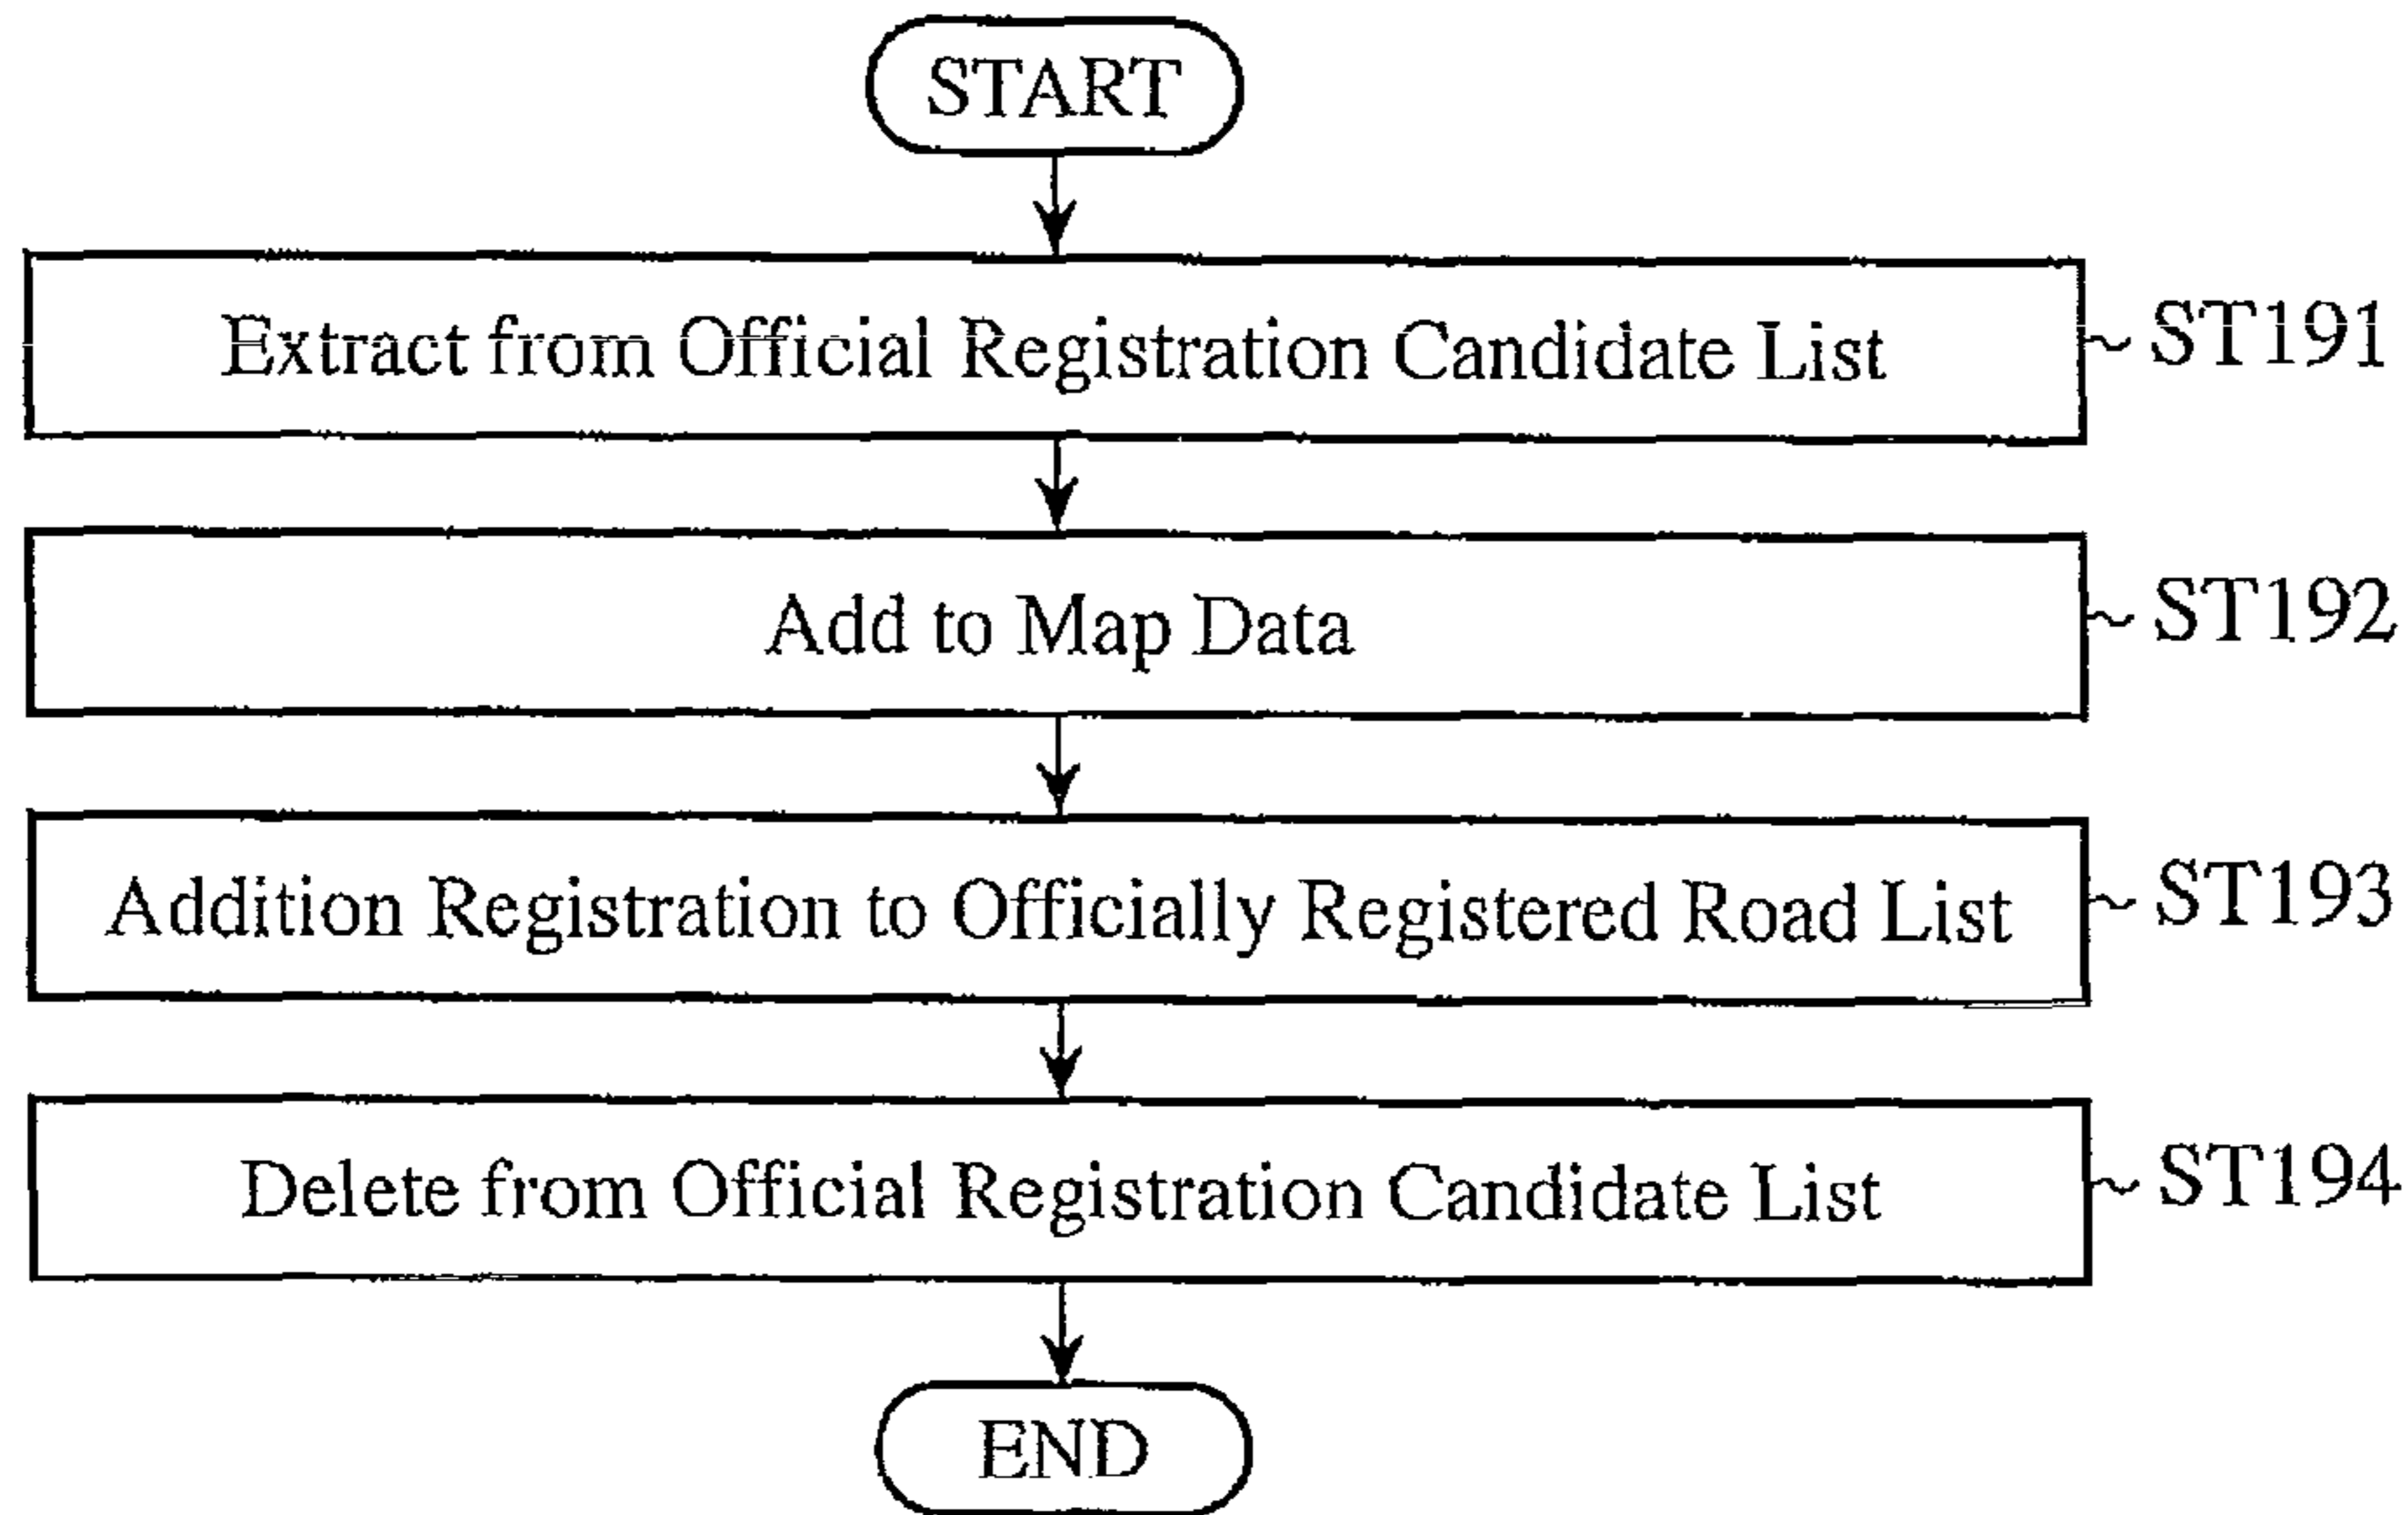 START
Extract from Official Registration Candidate List
ST191
Add to Map Data
ST192
Addition Registration to Officially Registered Road List
ST193
Delete from Official Registration Candidate List
ST194
END